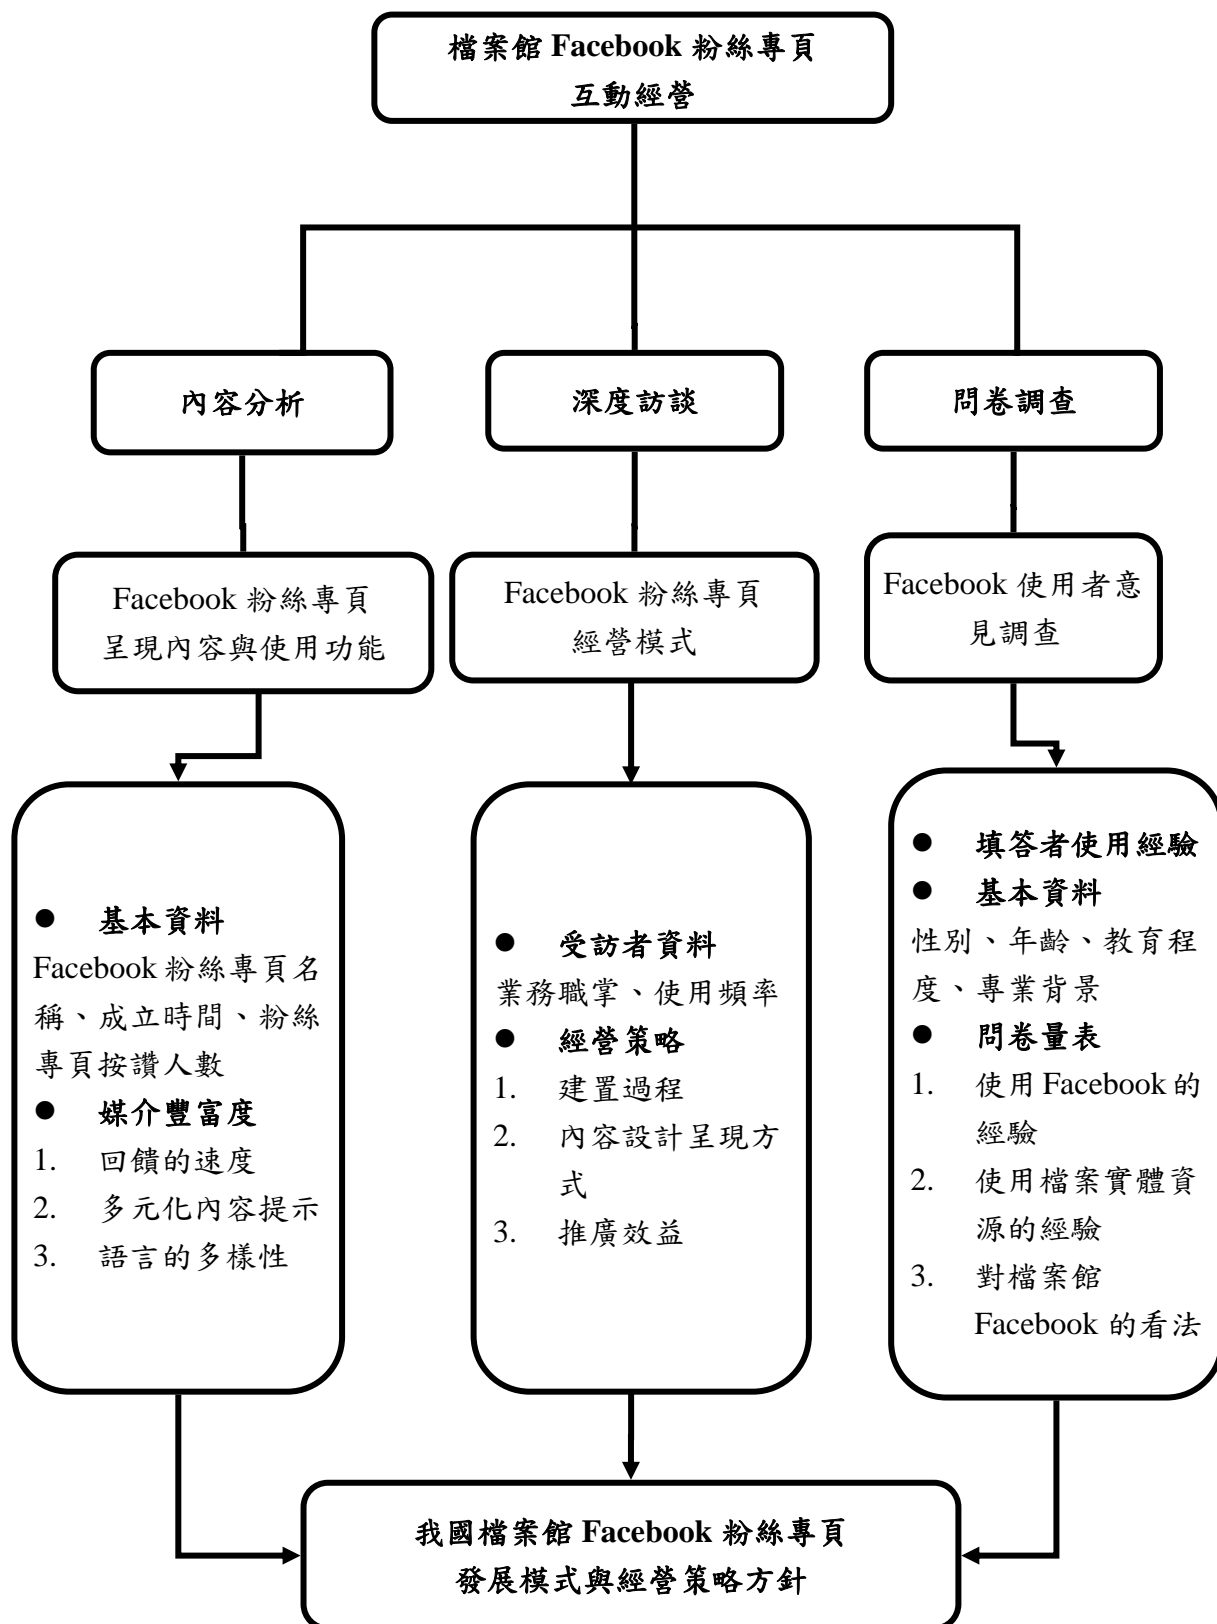 檔案館 Facebook 粉絲專頁
互動經營
內容分析
深度訪談
問卷調查
Facebook 粉絲專頁
呈現內容與使用功能
Facebook 粉絲專頁
經營模式
Facebook 使用者意
見調查
● 基本資料
Facebook 粉絲專頁名
稱、成立時間、粉絲
專頁按讚人數
● 媒介豐富度
1. 回饋的速度
2. 多元化內容提示
3. 語言的多樣性
● 受訪者資料
業務職掌、使用頻率
● 經營策略
1. 建置過程
2. 內容設計呈現方
式
3. 推廣效益
● 填答者使用經驗
● 基本資料
性別、年齡、教育程
度、專業背景
● 問卷量表
1. 使用 Facebook 的
經驗
2. 使用檔案實體資
源的經驗
3. 對檔案館
Facebook 的看法
我國檔案館 Facebook 粉絲專頁
發展模式與經營策略方針